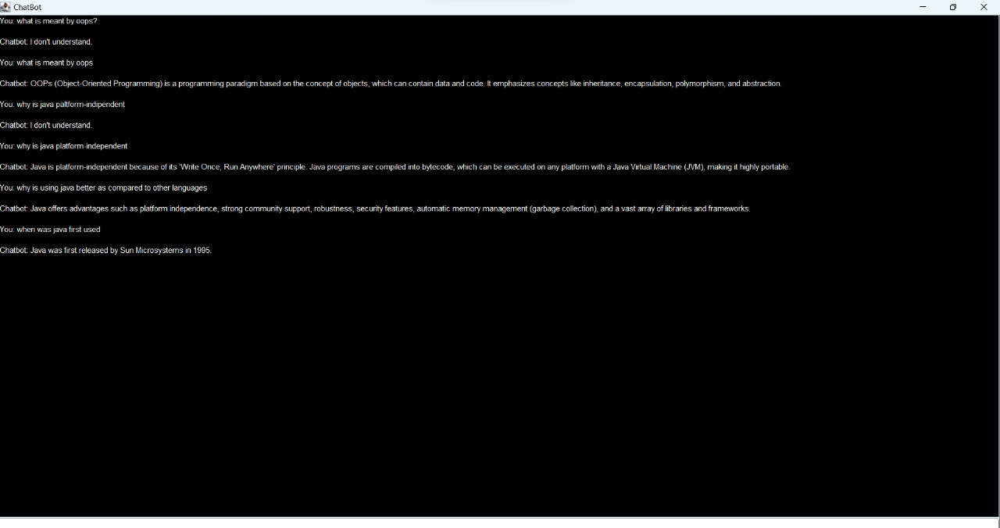 ChatBot
You: what is meant by oops?
Chatbot: I don't understand.
You: what is meant by oops
Chatbot: OOPs (Object-Oriented Programming) is a programming paradigm based on the concept of objects, which can contain data and code. It emphasizes concepts like inheritance, encapsulation, polymorphism, and abstraction.
You: why is java paltform-indipendent
Chatbot: I don't understand.
You: why is java platform-independent
Chatbot: Java is platform-independent because of its 'Write Once, Run Anywhere' principle. Java programs are compiled into bytecode, which can be executed on any platform with a Java Virtual Machine (JVM), making it highly portable.
You: why is using java better as compared to other languages
Chatbot: Java offers advantages such as platform independence, strong community support, robustness, security features, automatic memory management (garbage collection), and a vast array of libraries and frameworks.
You: when was java first used
Chatbot: Java was first released by Sun Microsystems in 1995.